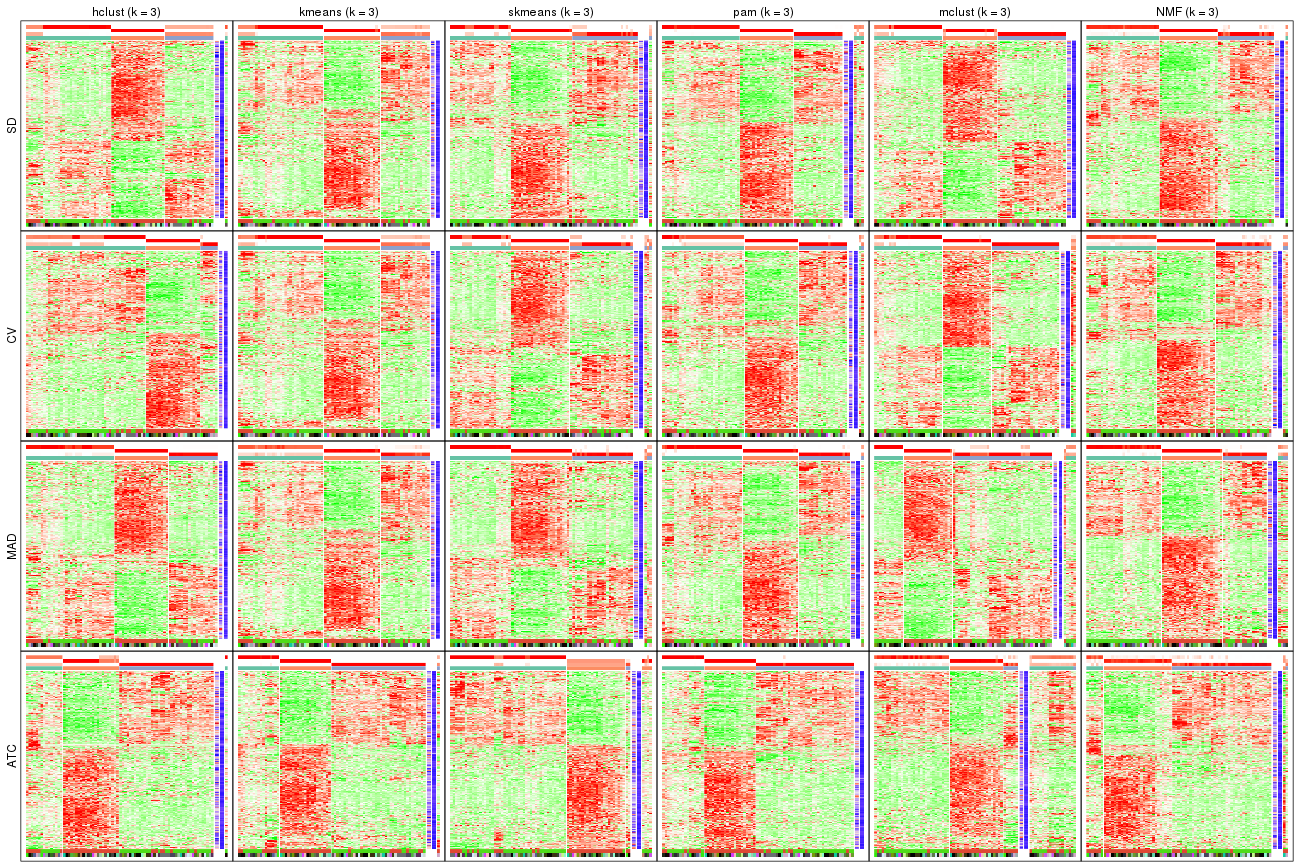 hclust (k = 3) kmeans (k = 3) skmeans (k = 3) pam (k = 3) mclust (k = 3) NMF (k = 3)
SD
CV
MAD
ATC